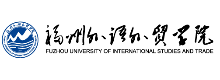 福州外语外贸学院
FUZHOU UNIVERSITY OF INTERNATIONAL STUDIES AND TRADE